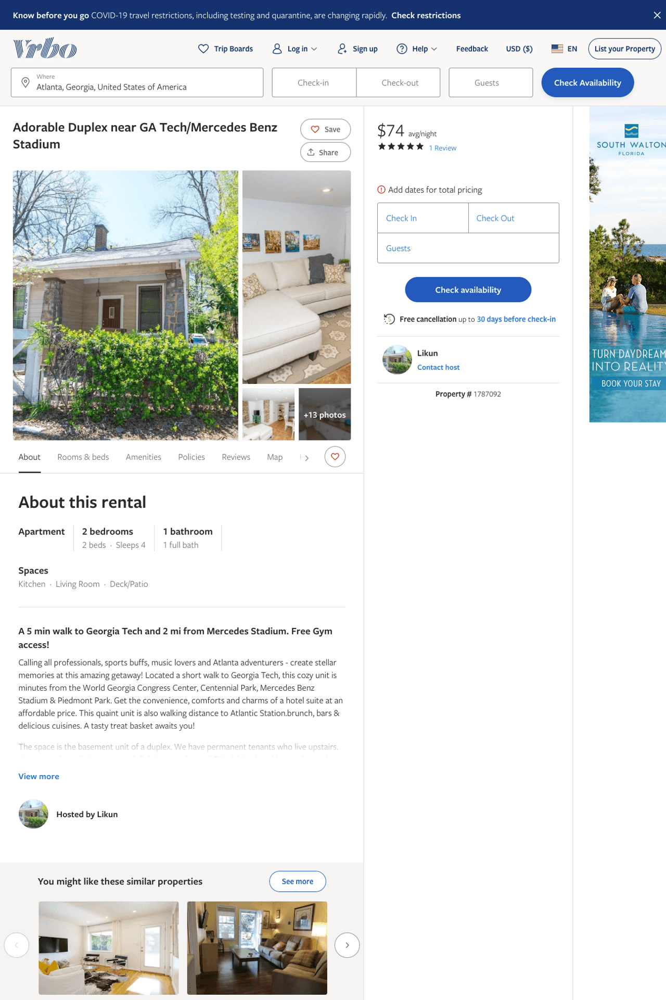 Know before you go COVID-19 travel restrictions, including testing and quarantine, are changing rapidly. Check restrictions
Vrbo
Trip Boards
Log in
Sign up
Help
Feedback
USD ($)
EN
List your Property
Where
Atlanta, Georgia, United States of America
Check-in
Check-out
Guests
Check Availability
Adorable Duplex near GA Tech/Mercedes Benz
Stadium
Save
Share
1070
+13 photos
About
Rooms & beds
Amenities
Policies
Reviews
Map
About this rental
Apartment
2 bedrooms
2 beds · Sleeps 4
1 bathroom
1 full bath
Spaces
Kitchen · Living Room · Deck/Patio
A 5 min walk to Georgia Tech and 2 mi from Mercedes Stadium. Free Gym
access!
Calling all professionals, sports buffs, music lovers and Atlanta adventurers - create stellar
memories at this amazing getaway! Located a short walk to Georgia Tech, this cozy unit is
minutes from the World Georgia Congress Center, Centennial Park, Mercedes Benz
Stadium & Piedmont Park. Get the convenience, comforts and charms of a hotel suite at an
affordable price. This quaint unit is also walking distance to Atlantic Station.brunch, bars &
delicious cuisines. A tasty treat basket awaits you!
The space is the basement unit of a duplex. We have permanent tenants who live upstairs.
View more
Hosted by Likun
You might like these similar properties
See more
$74 avg/night
1 Review
Add dates for total pricing
Check In
Check Out
Guests
Check availability
Free cancellation up to 30 days before check-in
Likun
Contact host
Property # 1787092
SOUTH WALTON
FLORIDA
TURN DAYDREAM
INTO REALITY
BOOK YOUR STAY